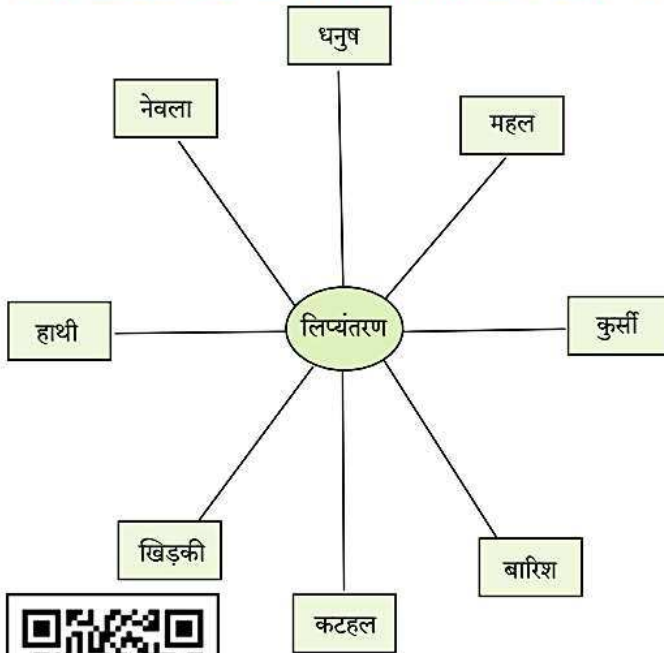 धनुष
नेवला
महल
लिप्यंतरण
हाथी
कुर्सी
खिड़की
बारिश
कटहल